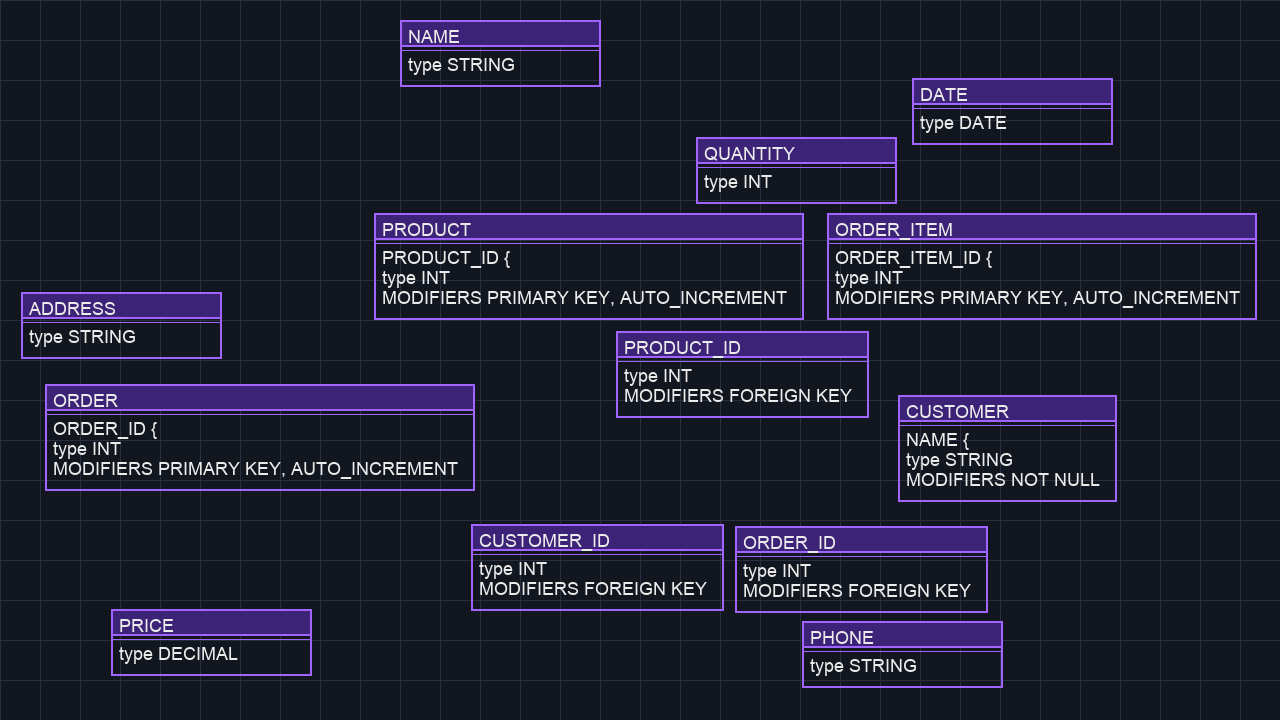 NAME
type STRING
DATE
type DATE
QUANTITY
type INT
PRODUCT
PRODUCT_ID {
type INT
MODIFIERS PRIMARY KEY, AUTO_INCREMENT
ORDER_ITEM
ORDER_ITEM_ID {
type INT
MODIFIERS PRIMARY KEY, AUTO_INCREMENT
ADDRESS
type STRING
PRODUCT_ID
type INT
MODIFIERS FOREIGN KEY
ORDER
ORDER_ID {
type INT
MODIFIERS PRIMARY KEY, AUTO_INCREMENT
CUSTOMER
NAME {
type STRING
MODIFIERS NOT NULL
CUSTOMER_ID
type INT
MODIFIERS FOREIGN KEY
ORDER_ID
type INT
MODIFIERS FOREIGN KEY
PRICE
type DECIMAL
PHONE
type STRING